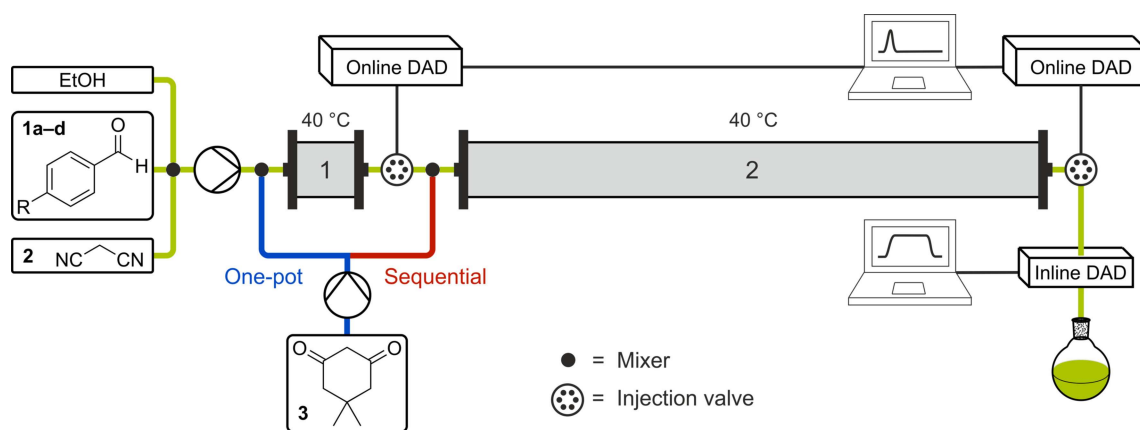 Online DAD
Online DAD
EtOH
1a–d
O
H
R
40 °C
40 °C
1
2
2 NC CN
One-pot
Sequential
Inline DAD
O O
3
= Mixer
= Injection valve